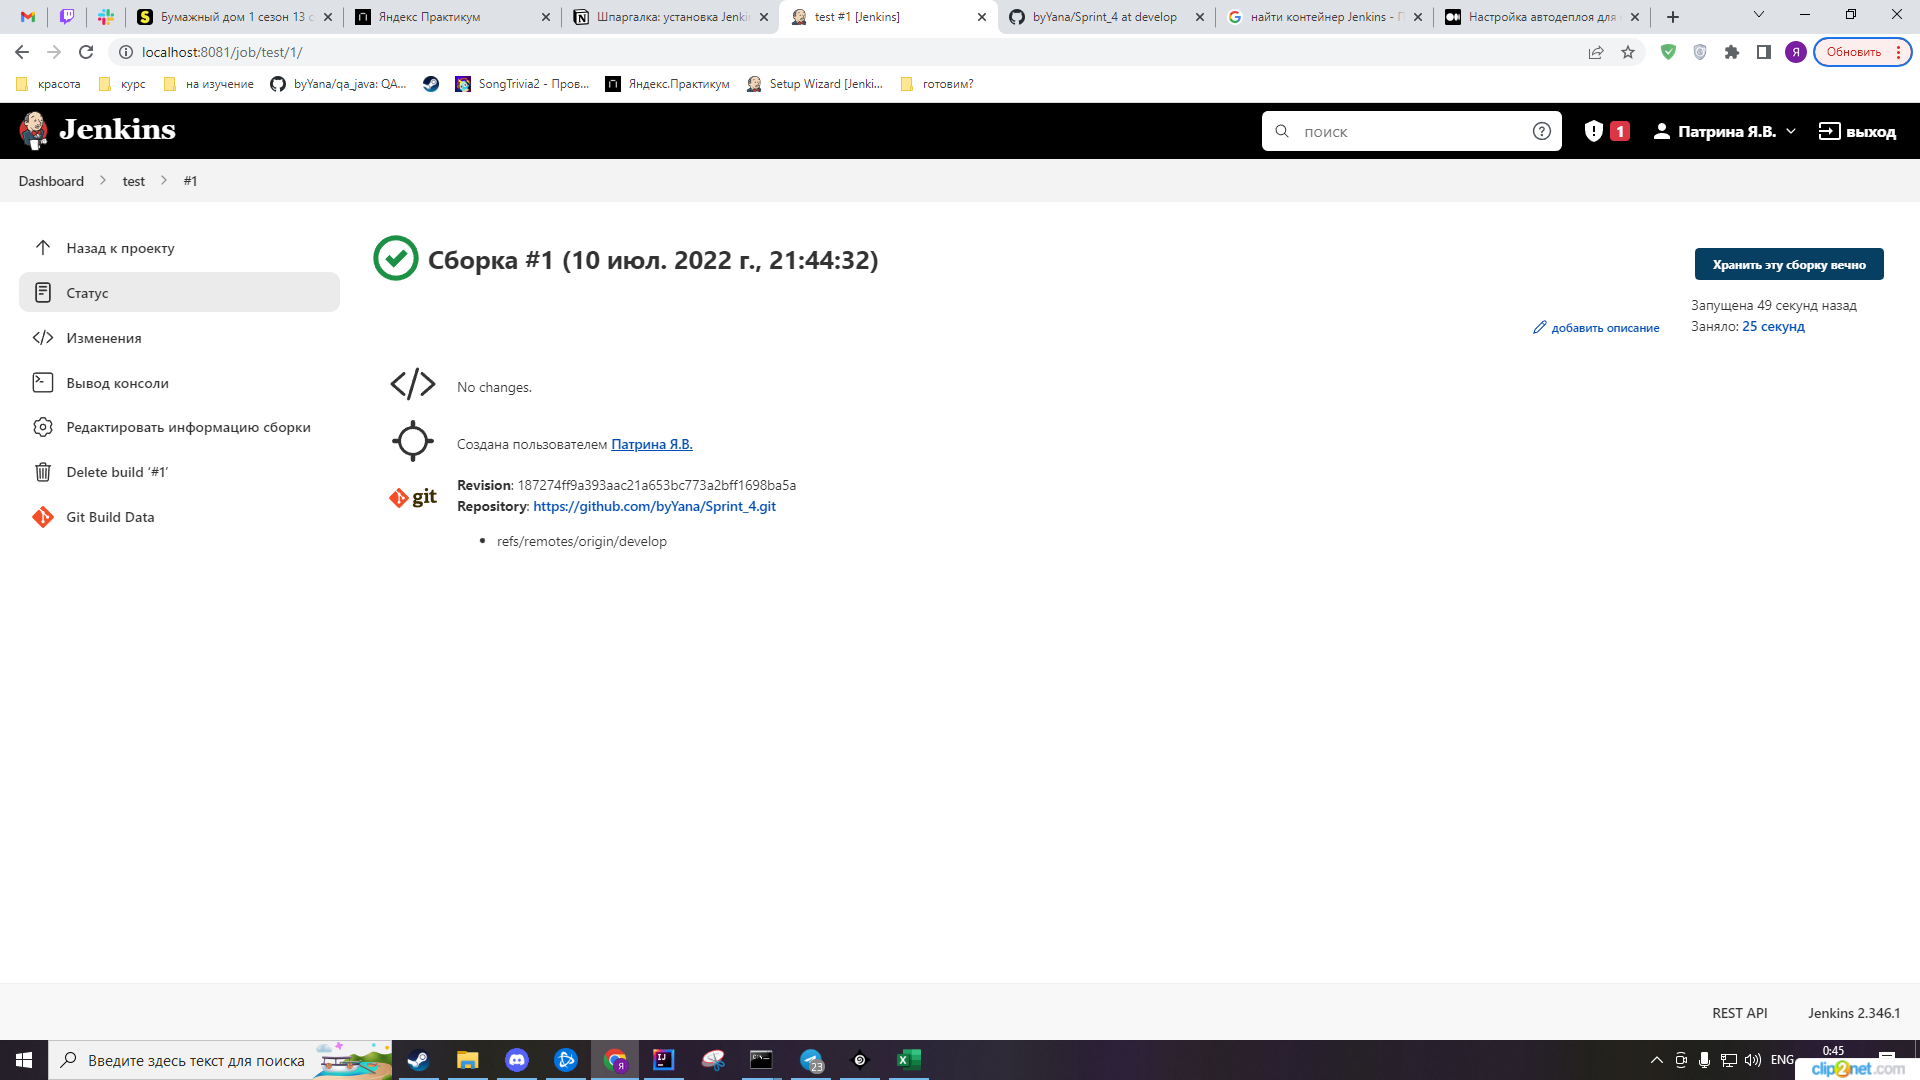 Бумажный дом 1 сезон 13 с
Яндекс Практикум
Шпаргалка: установка Jenki
test #1 [Jenkins]
byYana/Sprint_4 at develop
найти контейнер Jenkins - П
Настройка автодеплоя для
localhost:8081/job/test/1/
Я
Обновить
красота
курс
на изучение
byYana/qa_java: QA...
SongTrivia2 - Пров...
Яндекс.Практикум
Setup Wizard [Jenki...
готовим?
Jenkins
поиск
1
Патрина Я.В.
выход
Dashboard
test
#1
Назад к проекту
Статус
Изменения
Вывод консоли
Редактировать информацию сборки
Delete build ‘#1’
Git Build Data
Сборка #1 (10 июл. 2022 г., 21:44:32)
Хранить эту сборку вечно
Запущена 49 секунд назад
Заняло: 25 секунд
добавить описание
No changes.
Создана пользователем Патрина Я.В.
git
Revision: 187274ff9a393aac21a653bc773a2bff1698ba5a
Repository: https://github.com/byYana/Sprint_4.git
refs/remotes/origin/develop
REST API
Jenkins 2.346.1
Введите здесь текст для поиска
23
ENG
0:45
clip2net.com